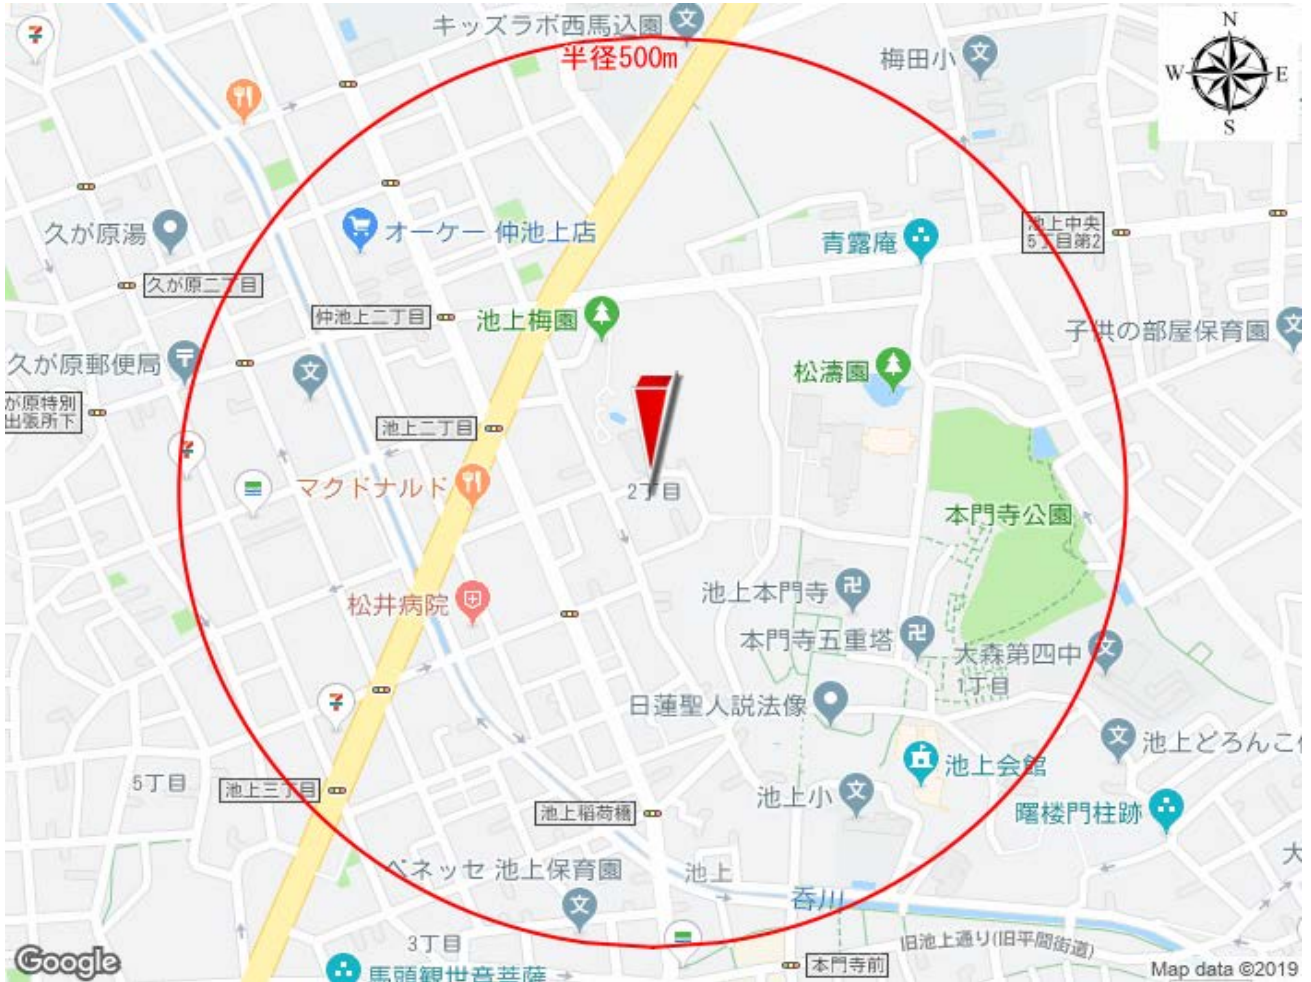 キッズラボ西馬込園
半径500m
梅田小
N
W
E
S
久が原湯
オーケー 仲池上店
青露庵
池上中央
5丁目第2
久が原二丁目
仲池上二丁目
池上梅園
子供の部屋保育園
久が原郵便局
松濤園
が原特別
出張所下
池上二丁目
マクドナルド
2丁目
本門寺公園
松井病院
池上本門寺
本門寺五重塔
大森第四中
1丁目
日蓮聖人説法像
池上どろんこ
5丁目
池上三丁目
池上会館
池上小
池上稲荷橋
曙楼門柱跡
大
ベネッセ 池上保育園
池上
呑川
3丁目
旧池上通り(旧平間街道)
Google
馬頭観世音菩薩
本門寺前
Map data ©2019